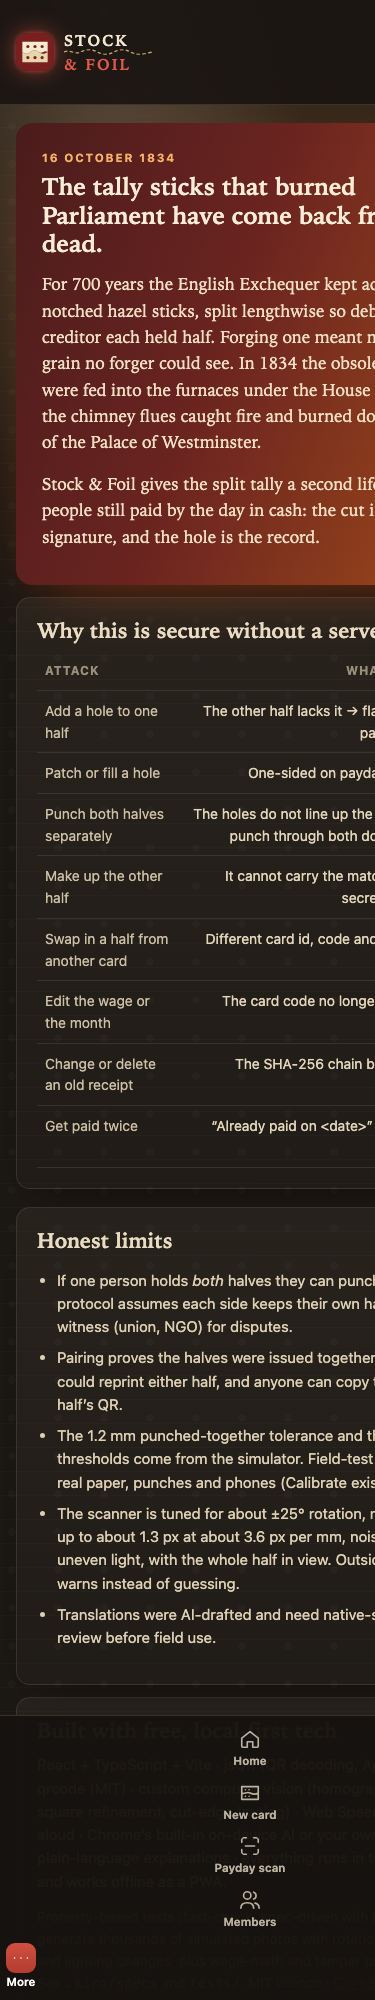 STOCK
& FOIL
16 OCTOBER 1834
The tally sticks that burned
Parliament have come back fr
dead.
For 700 years the English Exchequer kept ac
notched hazel sticks, split lengthwise so deb
creditor each held half. Forging one meant m
grain no forger could see. In 1834 the obsole
were fed into the furnaces under the House
the chimney flues caught fire and burned do
of the Palace of Westminster.
Stock & Foil gives the split tally a second life
people still paid by the day in cash: the cut i
signature, and the hole is the record.
Why this is secure without a serve
ATTACK WHA
Add a hole to one
half
The other half lacks it → fla
pa
Patch or fill a hole One-sided on payda
Punch both halves
separately
The holes do not line up the
punch through both do
Make up the other
half
It cannot carry the matc
secre
Swap in a half from
another card
Different card id, code and
Edit the wage or
the month
The card code no longe
Change or delete
an old receipt
The SHA-256 chain b
Get paid twice "Already paid on <date>"
Honest limits
• If one person holds both halves they can punch
protocol assumes each side keeps their own ha
witness (union, NGO) for disputes.
• Pairing proves the halves were issued together
could reprint either half, and anyone can copy t
half's QR.
• The 1.2 mm punched-together tolerance and th
thresholds come from the simulator. Field-test
real paper, punches and phones (Calibrate exis
• The scanner is tuned for about ±25° rotation, r
up to about 1.3 px at about 3.6 px per mm, nois
uneven light, with the whole half in view. Outsid
warns instead of guessing.
• Translations were AI-drafted and need native-s
review before field use.
Built with free, local-first tech
Home
New card
Payday scan
Members
More